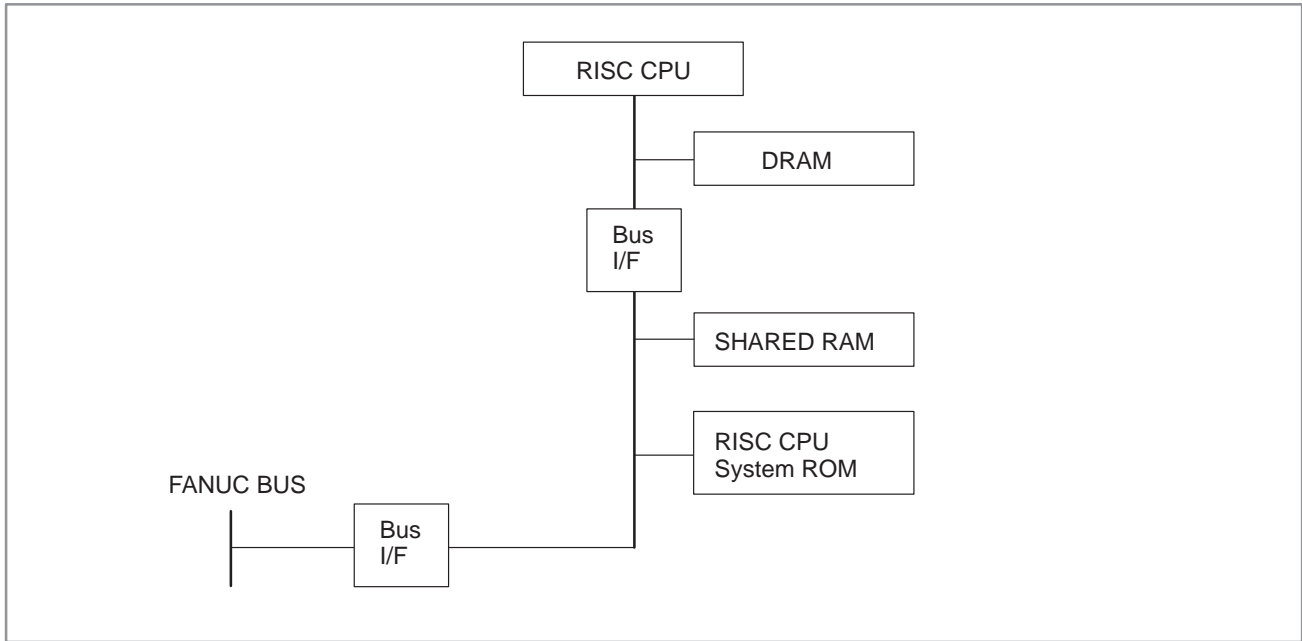 RISC CPU
DRAM
Bus
I/F
SHARED RAM
RISC CPU
System ROM
FANUC BUS
Bus
I/F